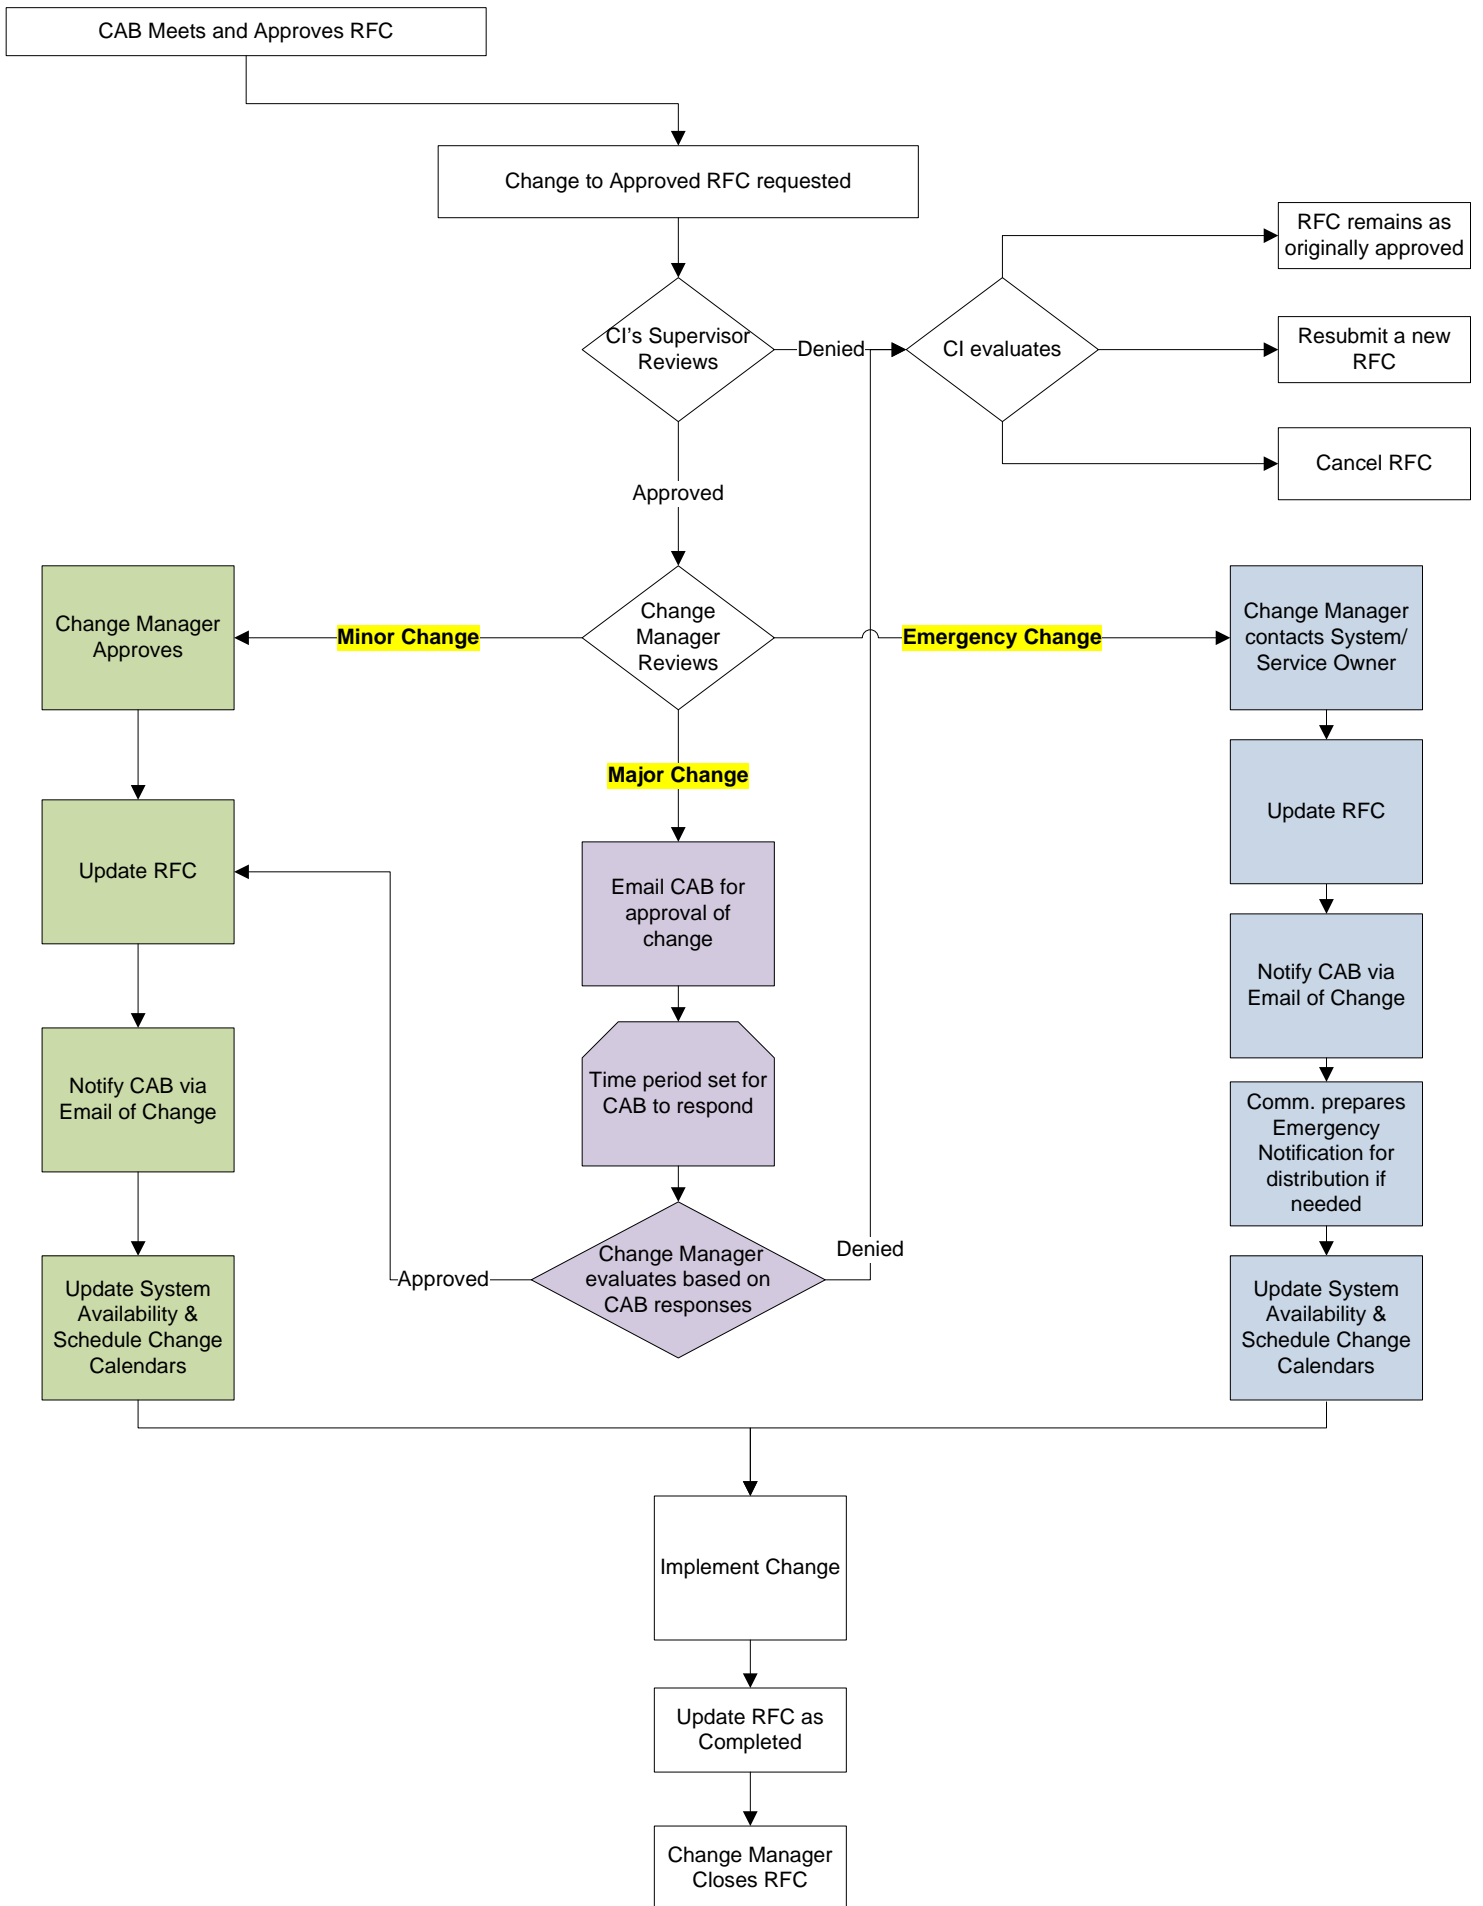 CAB Meets and Approves RFC
Change to Approved RFC requested
RFC remains as
originally approved
CI's Supervisor
Reviews
Denied
CI evaluates
Resubmit a new
RFC
Cancel RFC
Approved
Change Manager
Approves
Minor Change
Change
Manager
Reviews
Emergency Change
Change Manager
contacts System/
Service Owner
Major Change
Update RFC
Update RFC
Email CAB for
approval of
change
Notify CAB via
Email of Change
Notify CAB via
Email of Change
Time period set for
CAB to respond
Comm. prepares
Emergency
Notification for
distribution if
needed
Update System
Availability &
Schedule Change
Calendars
Approved
Change Manager
evaluates based on
CAB responses
Denied
Update System
Availability &
Schedule Change
Calendars
Implement Change
Update RFC as
Completed
Change Manager
Closes RFC